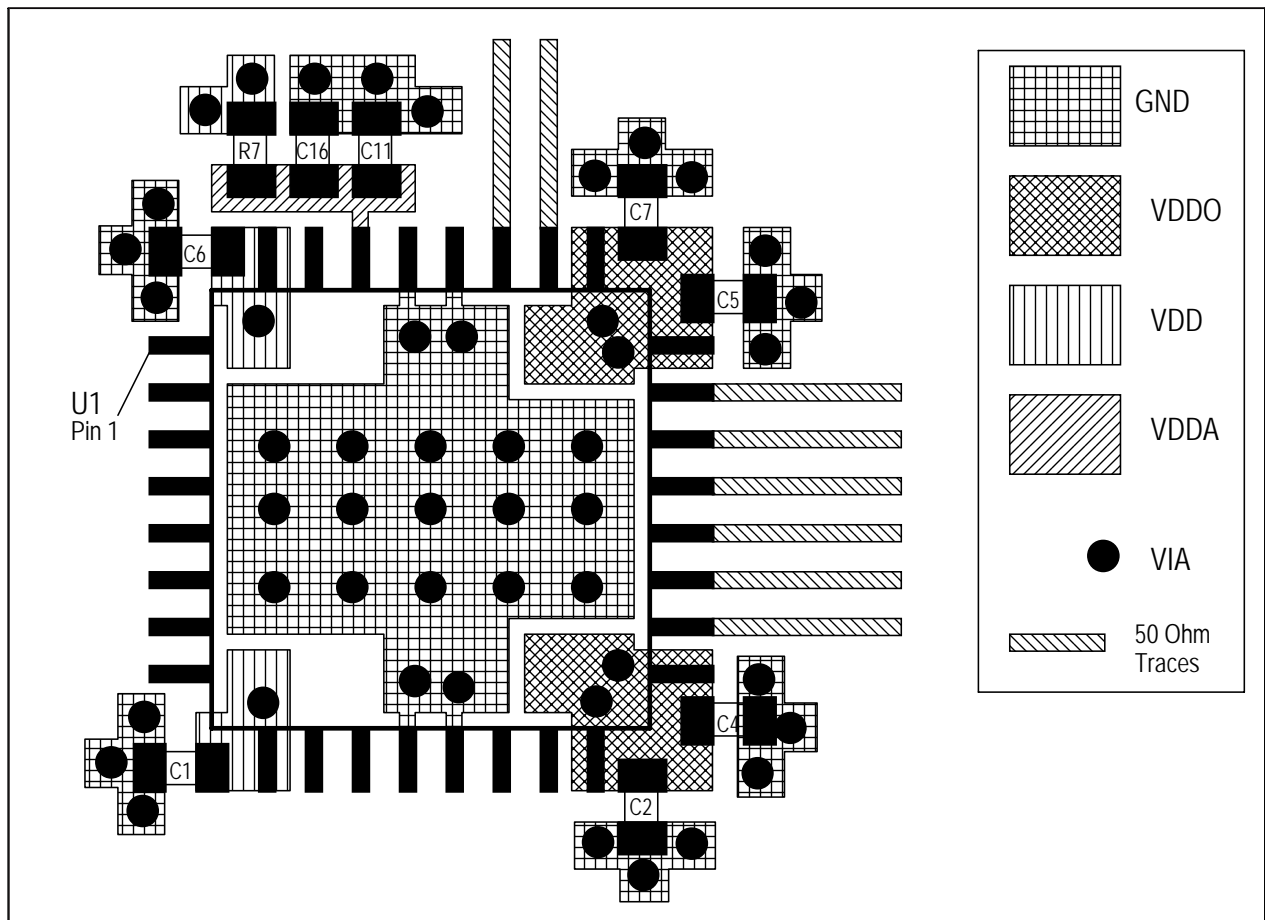 R7
C16
C11
C7
C6
C5
U1
Pin 1
C4
C1
C2
GND
VDDO
VDD
VDDA
VIA
50 Ohm
Traces